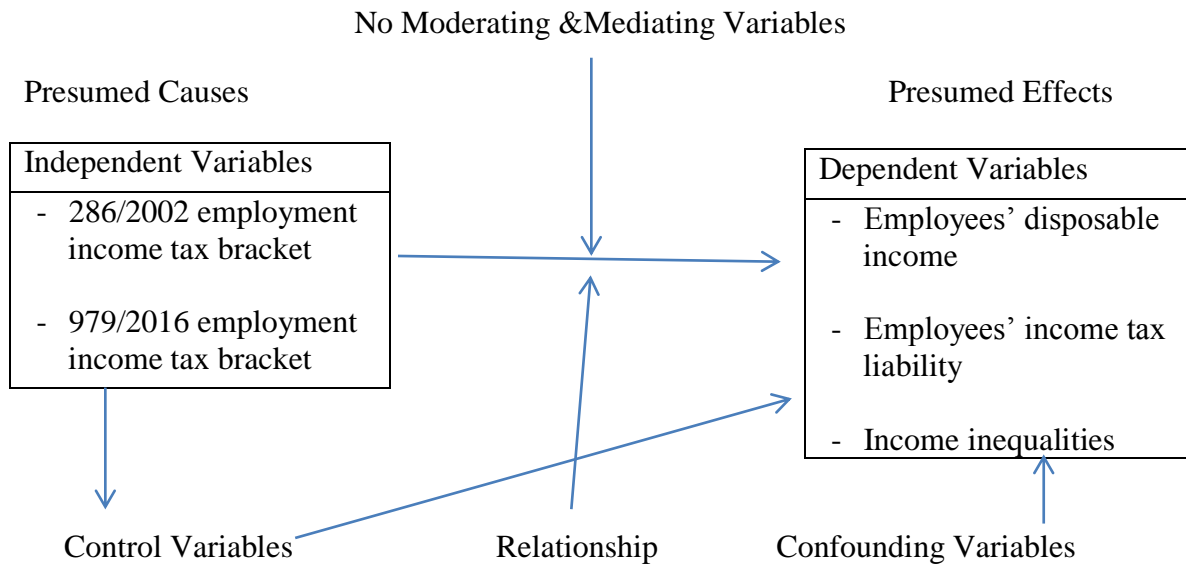 No Moderating &Mediating Variables
Presumed Causes
Presumed Effects
Independent Variables
- 286/2002 employment
income tax bracket
- 979/2016 employment
income tax bracket
Dependent Variables
- Employees’ disposable
income
- Employees’ income tax
liability
- Income inequalities
Control Variables
Relationship
Confounding Variables